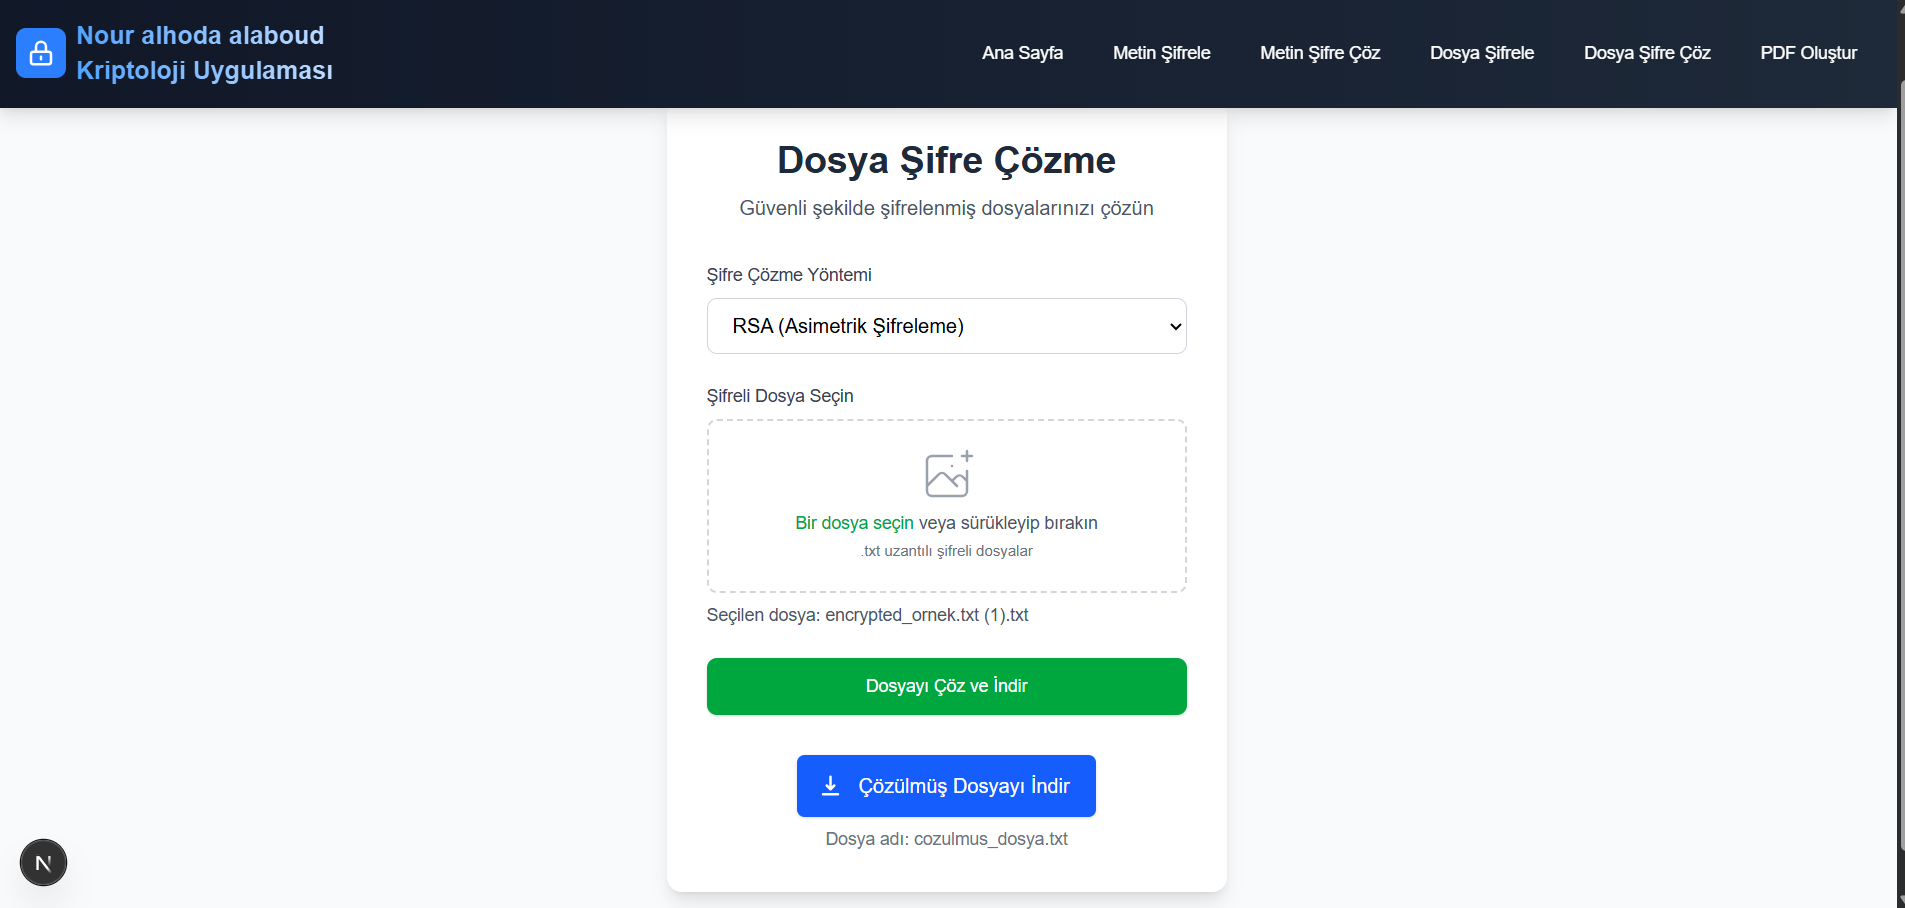 Nour alhoda alaboud
Kriptoloji Uygulaması
Ana Sayfa
Metin Şifrele
Metin Şifre Çöz
Dosya Şifrele
Dosya Şifre Çöz
PDF Oluştur
Dosya Şifre Çözme
Güvenli şekilde şifrelenmiş dosyalarınızı çözün
Şifre Çözme Yöntemi
RSA (Asimetrik Şifreleme)
Şifreli Dosya Seçin
Bir dosya seçin veya sürükleyip bırakın
.txt uzantılı şifreli dosyalar
Seçilen dosya: encrypted_ornek.txt (1).txt
Dosyayı Çöz ve İndir
Çözülmüş Dosyayı İndir
Dosya adı: cozulmus_dosya.txt
N